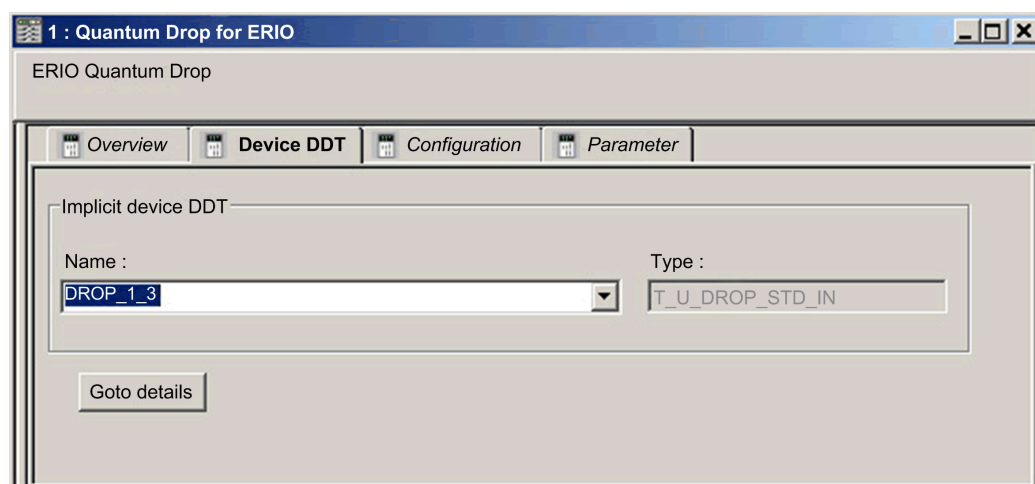 1 : Quantum Drop for ERIO
ERIO Quantum Drop
Overview Device DDT Configuration Parameter
Implicit device DDT
Name : Type :
DROP_1_3 T_U_DROP_STD_IN
Goto details